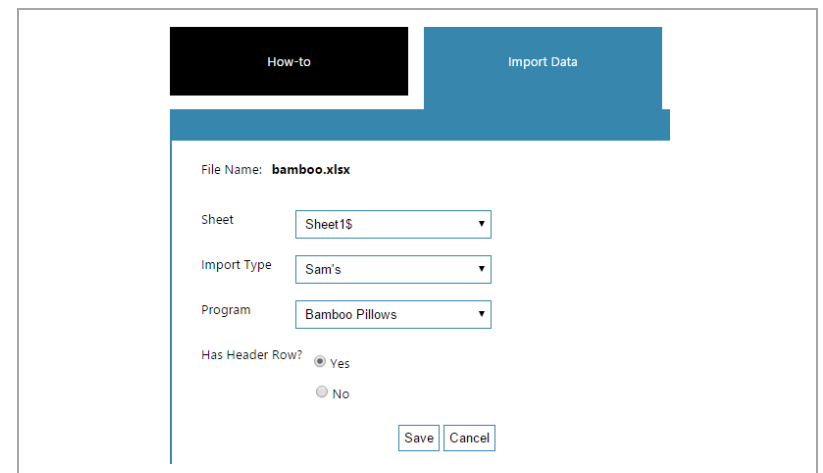 How-to
Import Data
File Name: bamboo.xlsx
Sheet
Sheet1$
Import Type
Sam's
Program
Bamboo Pillows
Has Header Row?
Yes
No
Save Cancel